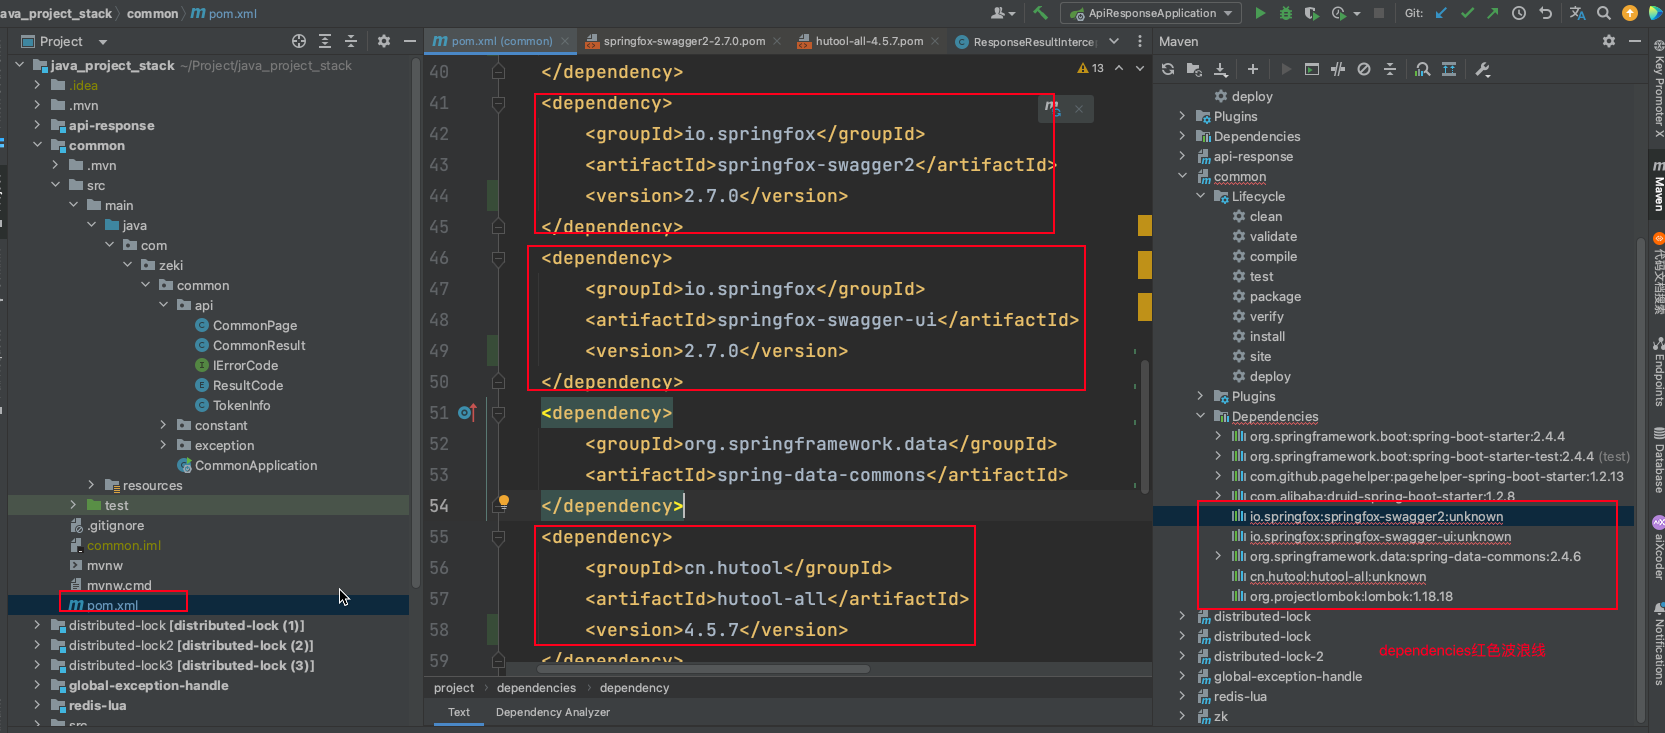 ava_project_stack
common
m pom.xml
ApiResponseApplication
Git:
Project
m pom.xml (common)
springfox-swagger2-2.7.0.pom
hutool-all-4.5.7.pom
ResponseResultInterce
Maven
java_project_stack ~/Project/java_project_stack
.idea
.mvn
api-response
common
.mvn
src
main
java
com
zeki
common
api
CommonPage
CommonResult
IErrorCode
ResultCode
TokenInfo
constant
exception
CommonApplication
resources
test
.gitignore
common.iml
mvnw
mvnw.cmd
m pom.xml
distributed-lock [distributed-lock (1)]
distributed-lock2 [distributed-lock (2)]
distributed-lock3 [distributed-lock (3)]
global-exception-handle
redis-lua
src
13
40 </dependency>
41 <dependency>
42 <groupId>io.springfox</groupId>
43 <artifactId>springfox-swagger2</artifactId>
44 <version>2.7.0</version>
45 </dependency>
46 <dependency>
47 <groupId>io.springfox</groupId>
48 <artifactId>springfox-swagger-ui</artifactId>
49 <version>2.7.0</version>
50 </dependency>
51 <dependency>
52 <groupId>org.springframework.data</groupId>
53 <artifactId>spring-data-commons</artifactId>
54 </dependency>
55 <dependency>
56 <groupId>cn.hutool</groupId>
57 <artifactId>hutool-all</artifactId>
58 <version>4.5.7</version>
59 </dependency>
project
dependencies
dependency
Text
Dependency Analyzer
deploy
Plugins
Dependencies
api-response
common
Lifecycle
clean
validate
compile
test
package
verify
install
site
deploy
Plugins
Dependencies
org.springframework.boot:spring-boot-starter:2.4.4
org.springframework.boot:spring-boot-starter-test:2.4.4 (test)
com.github.pagehelper:pagehelper-spring-boot-starter:1.2.13
com.alibaba:druid-spring-boot-starter:1.2.8
io.springfox:springfox-swagger2:unknown
io.springfox:springfox-swagger-ui:unknown
org.springframework.data:spring-data-commons:2.4.6
cn.hutool:hutool-all:unknown
org.projectlombok:lombok:1.18.18
distributed-lock
distributed-lock
distributed-lock-2
global-exception-handle
redis-lua
zk
dependencies红色波浪线
Key Promoter X
Maven
代码文档搜索
Endpoints
Database
aiXcoder
Notifications